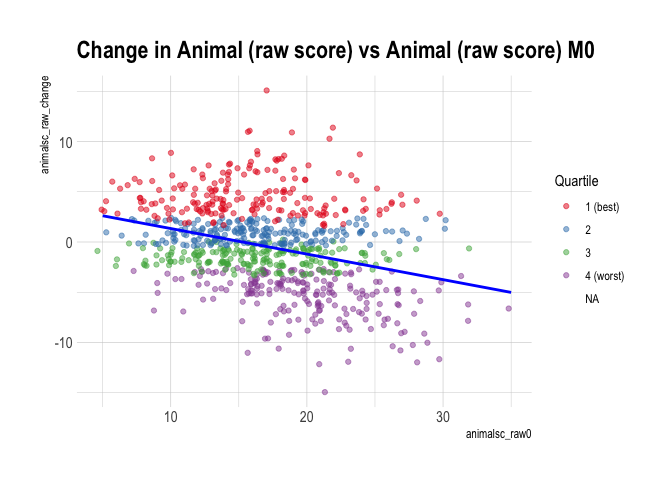 Change in Animal (raw score) vs Animal (raw score) M0
animalsc_raw_change
10
0
-10
10
20
30
animalsc_raw0
Quartile
1 (best)
2
3
4 (worst)
NA